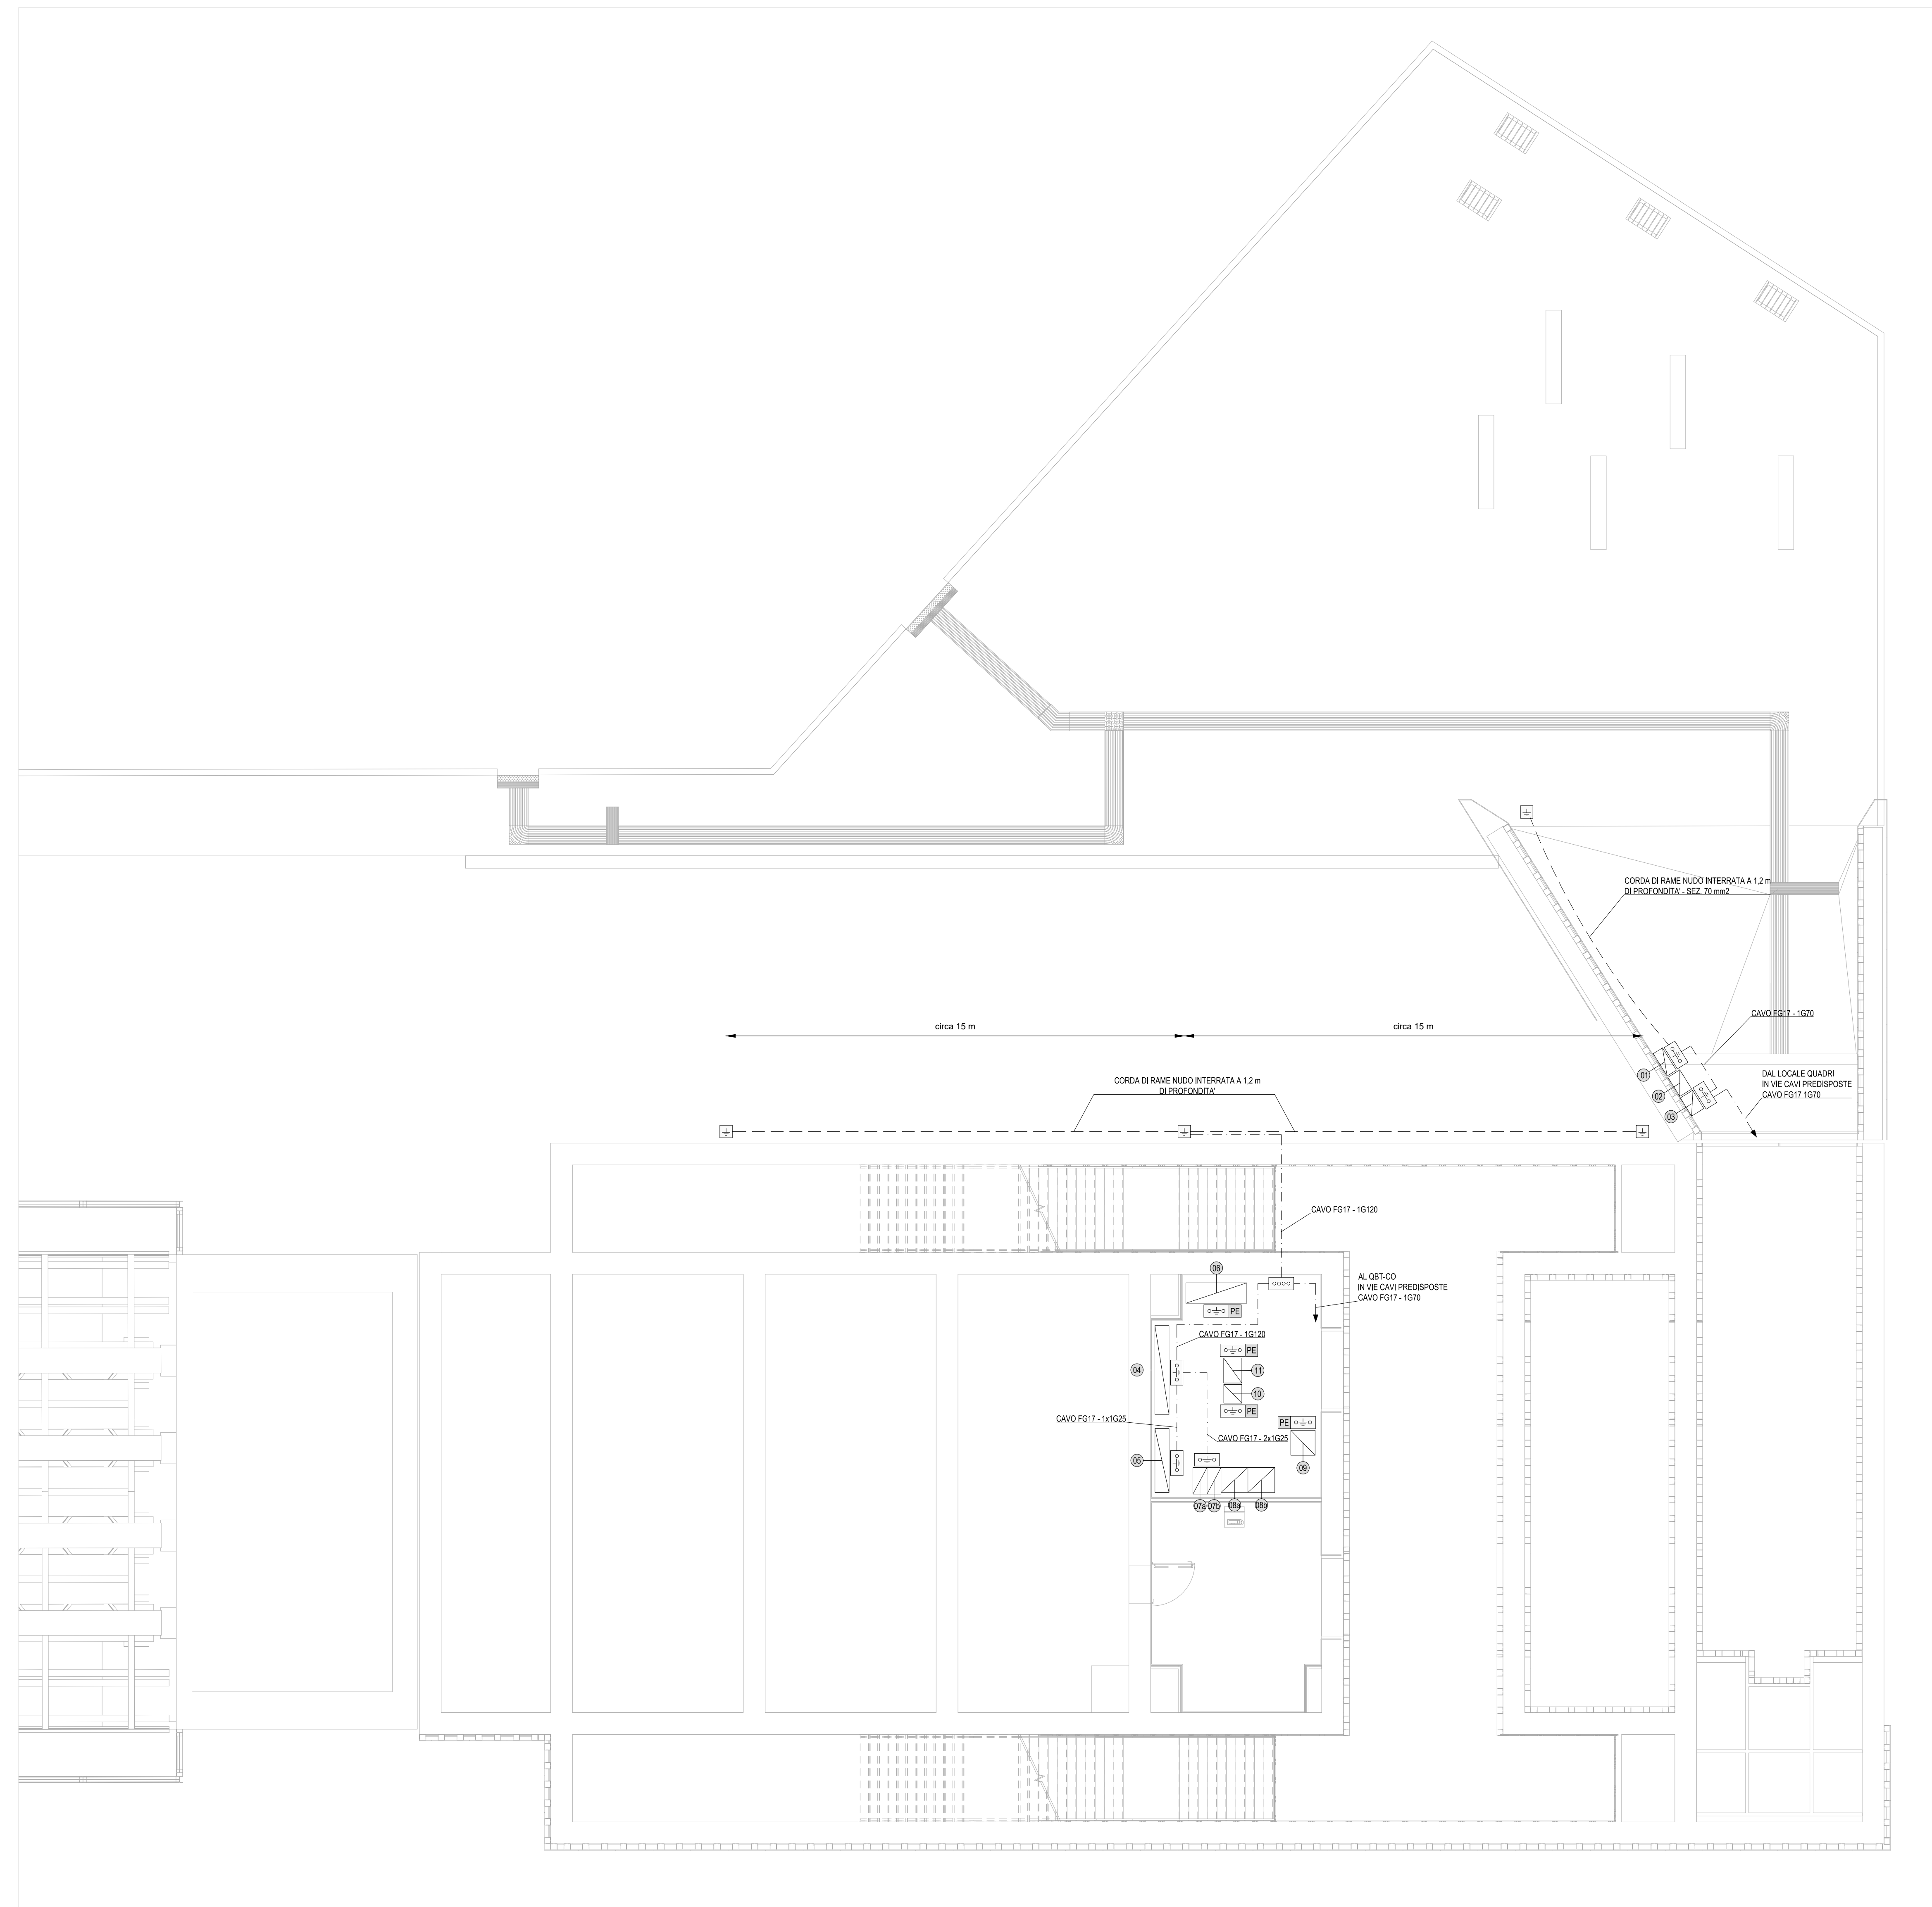 CORDA DI RAME NUDO INTERRATA A 1,2 m
DI PROFONDITA' - SEZ. 70 mm2
CAVO FG17 - 1G70
circa 15 m
circa 15 m
01
02
03
DAL LOCALE QUADRI
IN VIE CAVI PREDISPOSTE
CAVO FG17 1G70
CORDA DI RAME NUDO INTERRATA A 1,2 m
DI PROFONDITA'
CAVO FG17 - 1G120
06
AL QBT-CO
IN VIE CAVI PREDISPOSTE
CAVO FG17 - 1G70
PE
CAVO FG17 - 1G120
PE
04
11
10
PE
CAVO FG17 - 1x1G25
PE
CAVO FG17 - 2x1G25
05
09
07a
07b
08a
08b